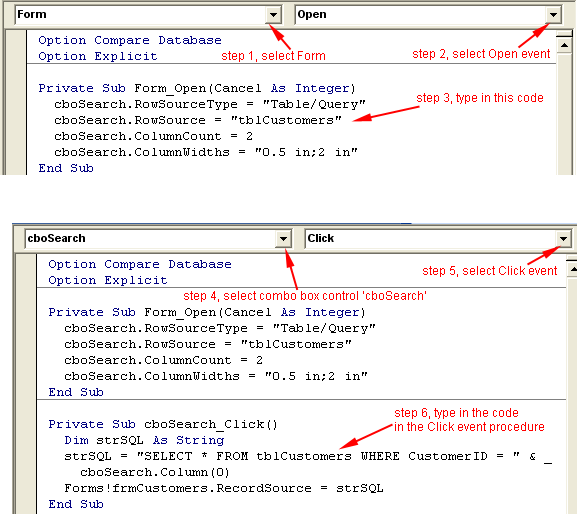 Form Open
Option Compare Database
Option Explicit
step 1, select Form
step 2, select Open event
Private Sub Form_Open(Cancel As Integer)
cboSearch.RowSourceType = "Table/Query"
cboSearch.RowSource = "tblCustomers"
step 3, type in this code
cboSearch.ColumnCount = 2
cboSearch.ColumnWidths = "0.5 in;2 in"
End Sub
cboSearch Click
Option Compare Database
Option Explicit
step 5, select Click event
step 4, select combo box control 'cboSearch'
Private Sub Form_Open(Cancel As Integer)
cboSearch.RowSourceType = "Table/Query"
cboSearch.RowSource = "tblCustomers"
cboSearch.ColumnCount = 2
cboSearch.ColumnWidths = "0.5 in;2 in"
End Sub
Private Sub cboSearch_Click()
step 6, type in the code
in the Click event procedure
Dim strSQL As String
strSQL = "SELECT * FROM tblCustomers WHERE CustomerID = " & _
cboSearch.Column(0)
Forms!frmCustomers.RecordSource = strSQL
End Sub